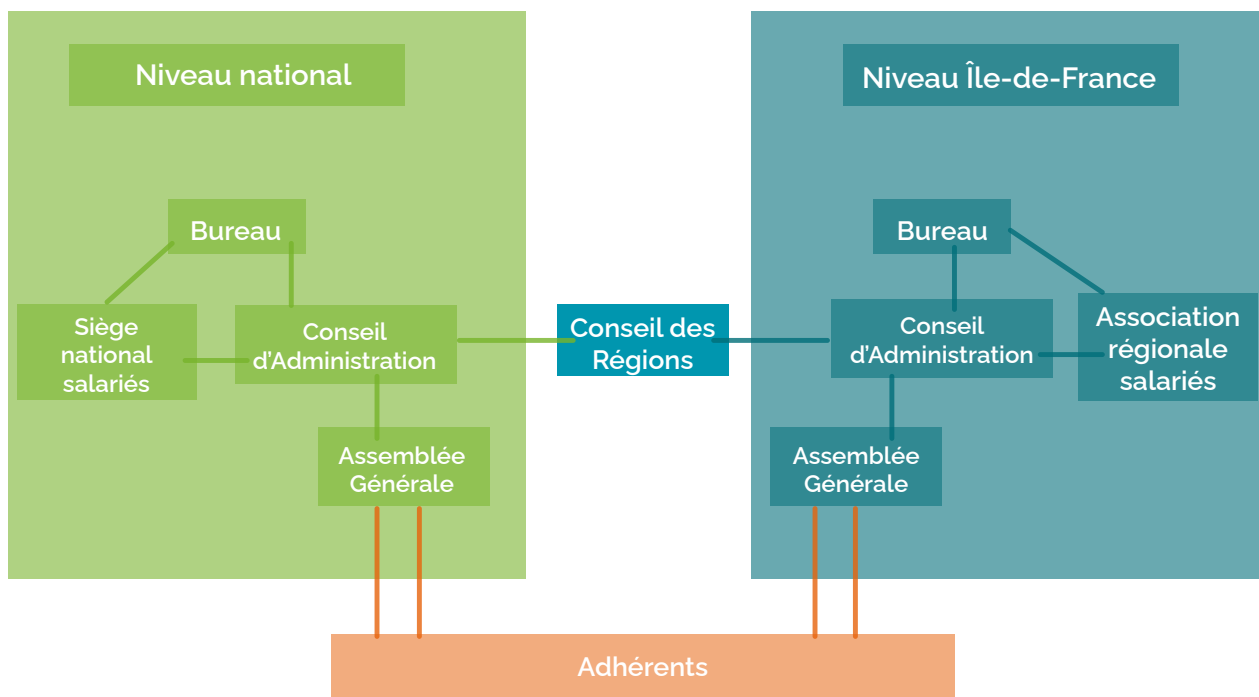 Niveau national
Bureau
Siège
national
salariés
Conseil
d'Administration
Assemblée
Générale
Conseil des
Régions
Niveau Île-de-France
Bureau
Conseil
d'Administration
Association
régionale
salariés
Assemblée
Générale
Adhérents